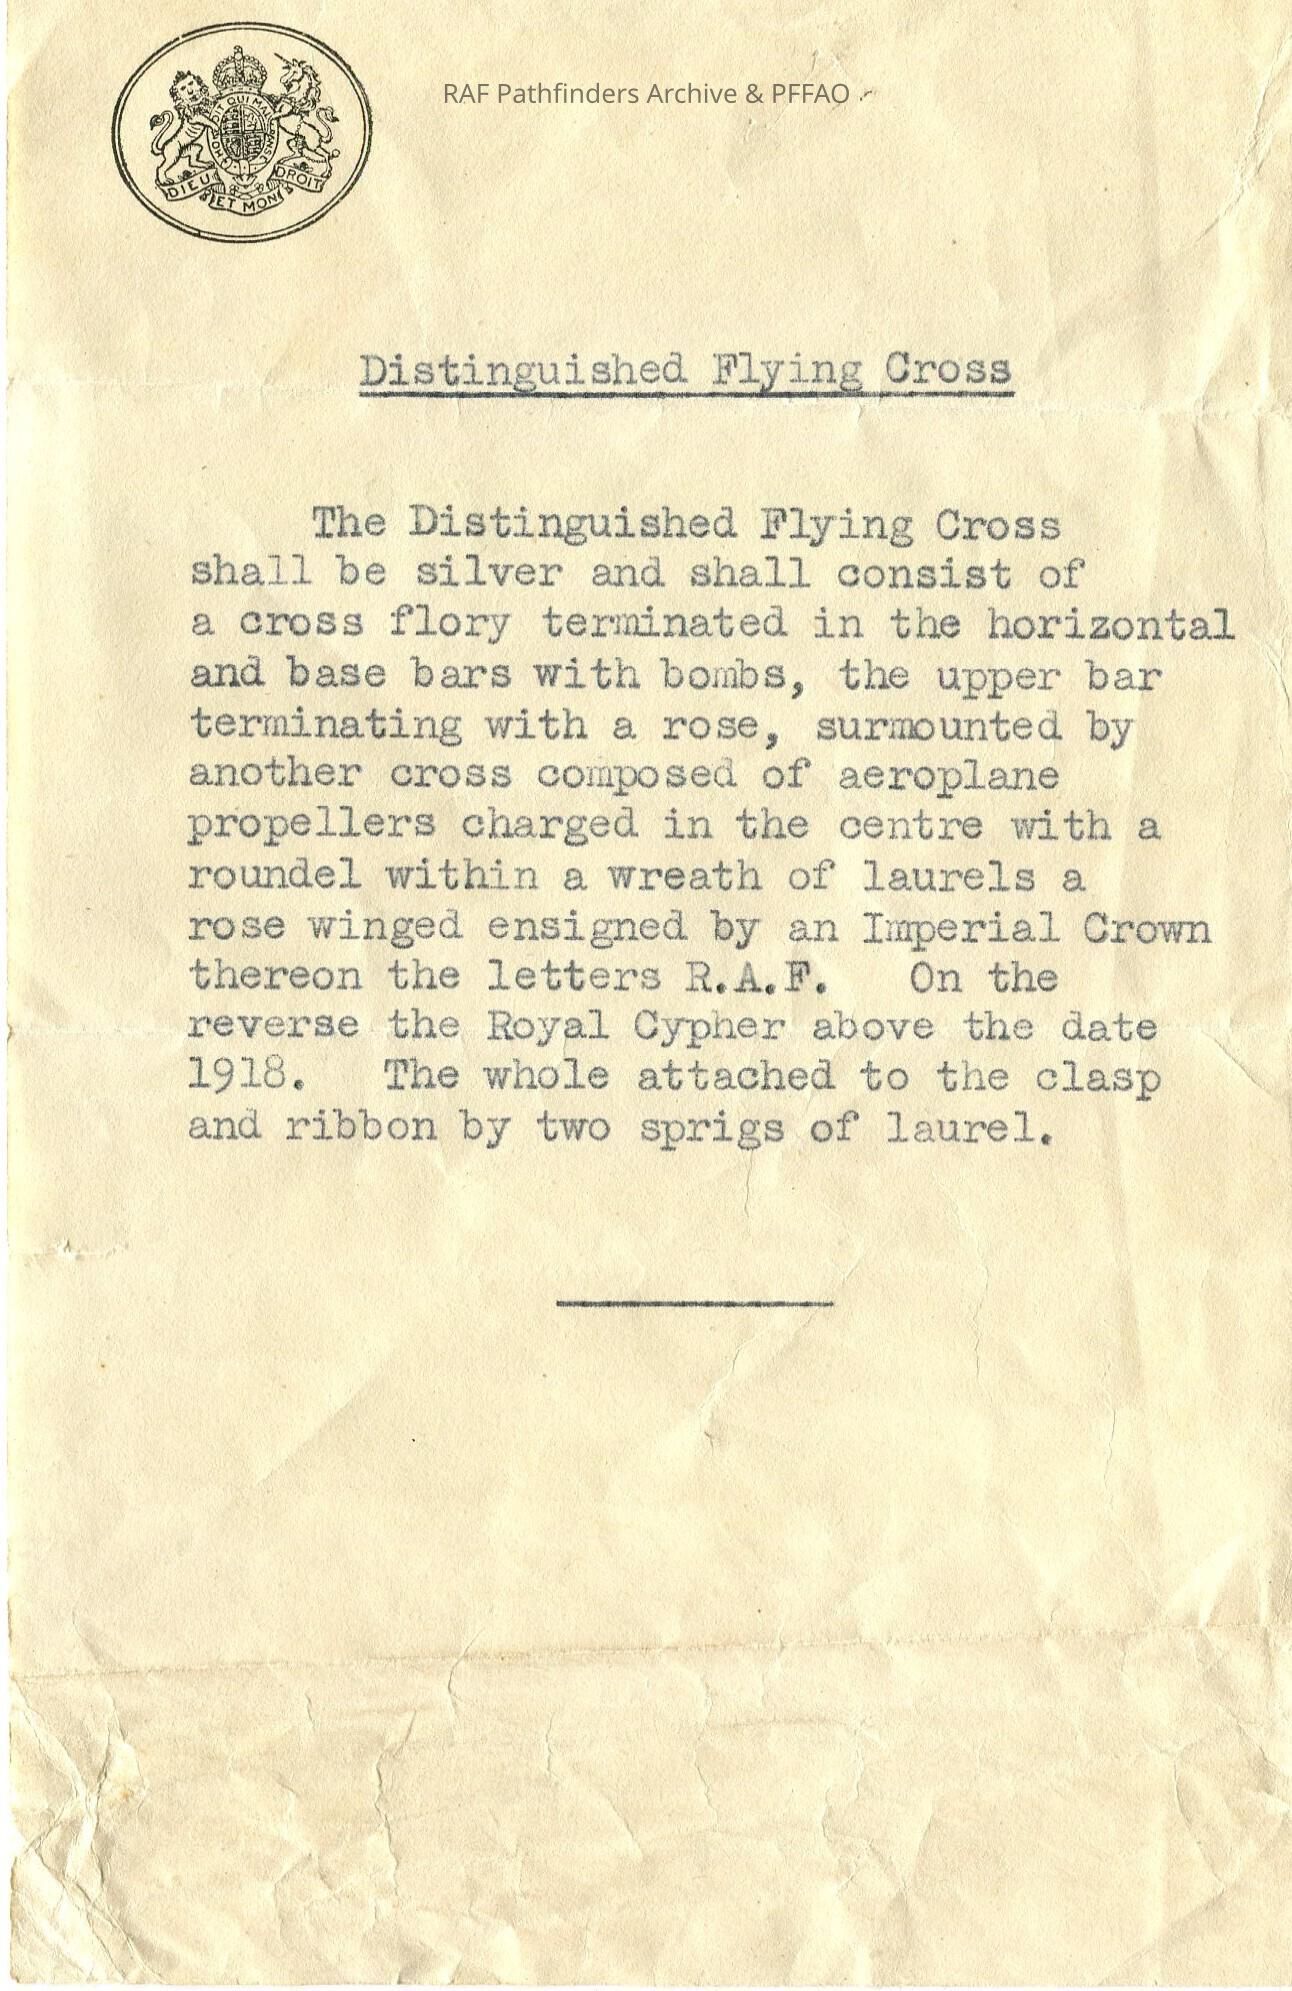 RAF Pathfinders Archive & PFFAO
DIEU ET MON DROIT
Distinguished Flying Cross
The Distinguished Flying Cross
shall be silver and shall consist of
a cross flory terminated in the horizontal
and base bars with bombs, the upper bar
terminating with a rose, surmounted by
another cross composed of aeroplane
propellers charged in the centre with a
roundel within a wreath of laurels a
rose winged ensigned by an Imperial Crown
thereon the letters R.A.F. On the
reverse the Royal Cypher above the date
1918. The whole attached to the clasp
and ribbon by two sprigs of laurel.